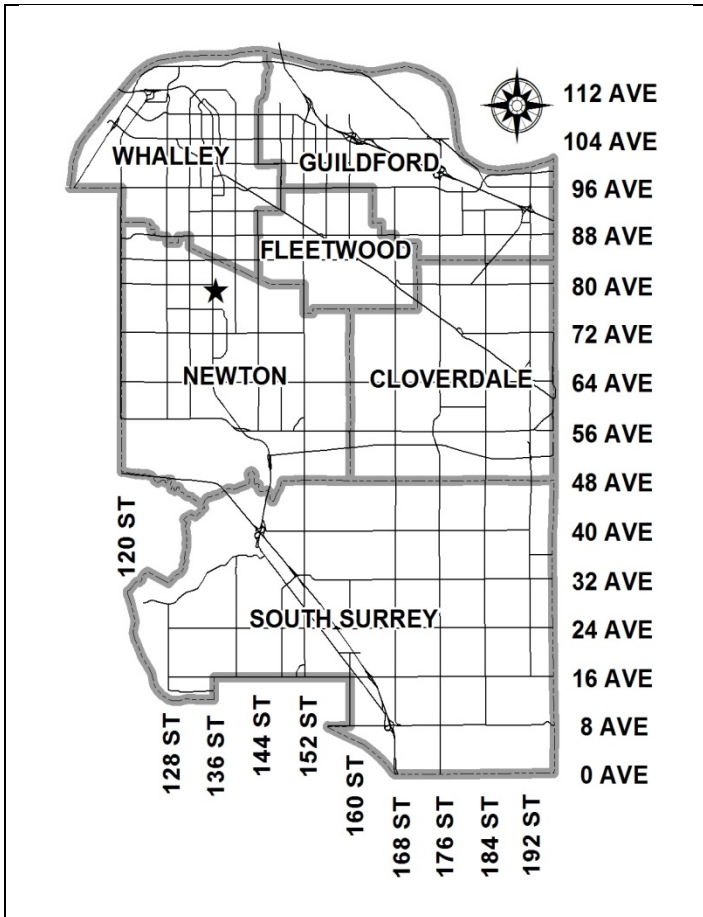 112 AVE
104 AVE
WHALLEY
GUILDFORD
96 AVE
88 AVE
FLEETWOOD
80 AVE
72 AVE
NEWTON
CLOVERDALE
64 AVE
56 AVE
48 AVE
120 ST
40 AVE
32 AVE
SOUTH SURREY
24 AVE
16 AVE
128 ST
136 ST
144 ST
152 ST
8 AVE
160 ST
0 AVE
168 ST
176 ST
184 ST
192 ST